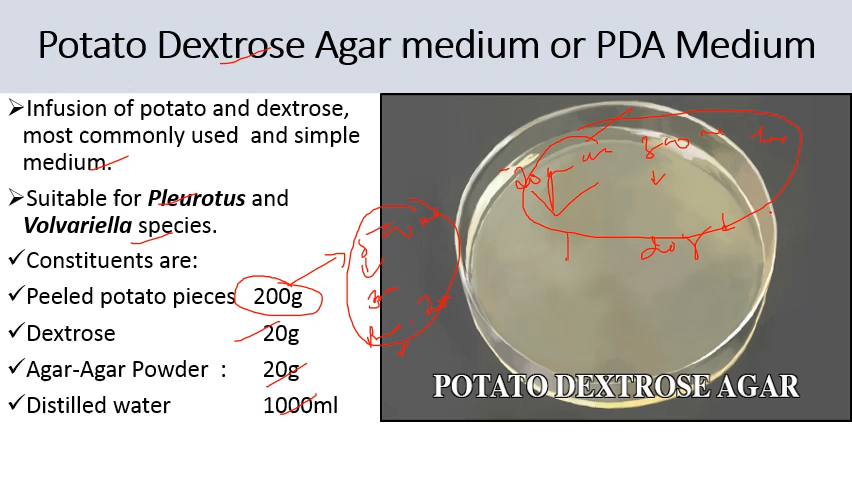 Potato Dextrose Agar medium or PDA Medium
➢Infusion of potato and dextrose,
most commonly used and simple
medium.
➢Suitable for Pleurotus and
Volvariella species.
✓Constituents are:
✓Peeled potato pieces 200g
✓Dextrose 20g
✓Agar-Agar Powder : 20g
✓Distilled water 1000ml
POTATO DEXTROSE AGAR